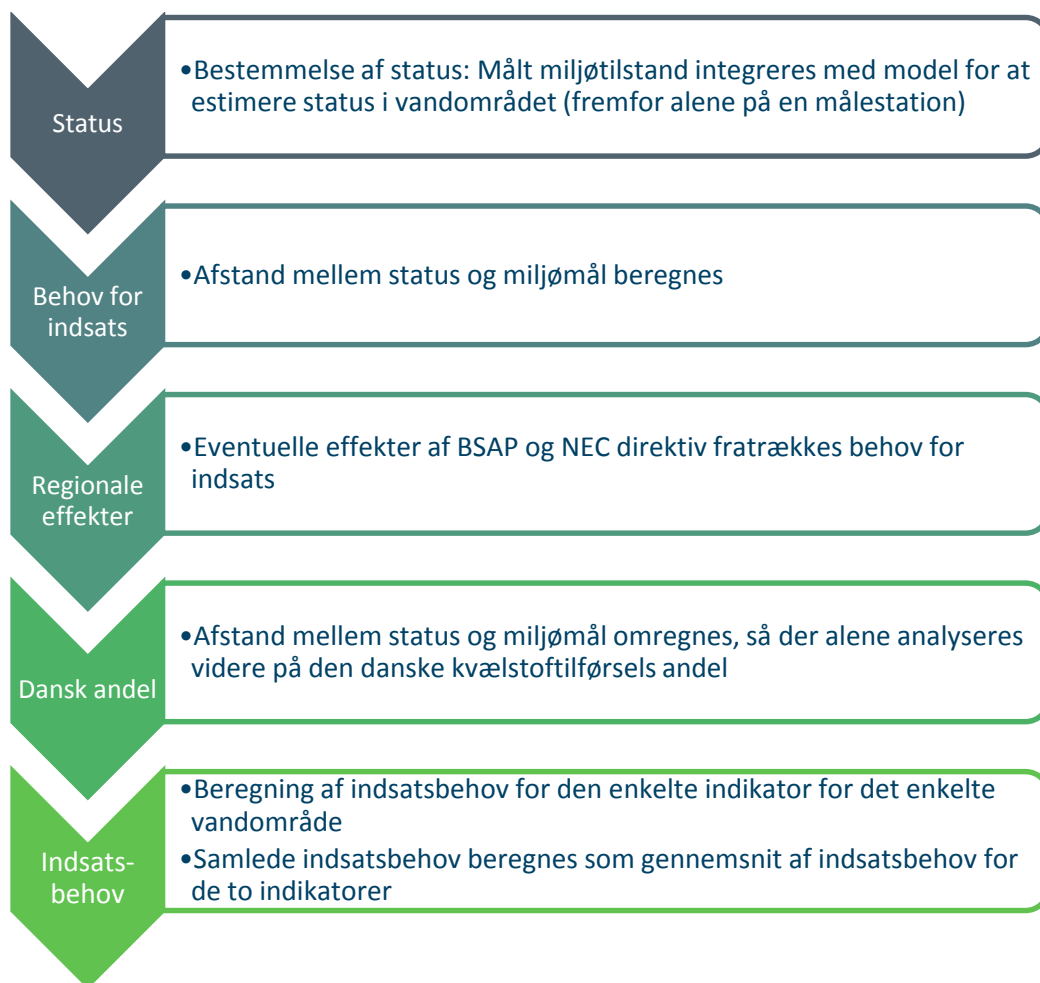 Status
•Bestemmelse af status: Målt miljøtilstand integreres med model for at
estimere status i vandområdet (fremfor alene på en målestation)
Behov for
indsats
•Afstand mellem status og miljømål beregnes
Regionale
effekter
•Eventuelle effekter af BSAP og NEC direktiv fratrækkes behov for
indsats
Dansk andel
•Afstand mellem status og miljømål omregnes, så der alene analyseres
videre på den danske kvælstoftilførsels andel
Indsats-
behov
•Beregning af indsatsbehov for den enkelte indikator for det enkelte
vandområde
•Samlede indsatsbehov beregnes som gennemsnit af indsatsbehov for
de to indikatorer